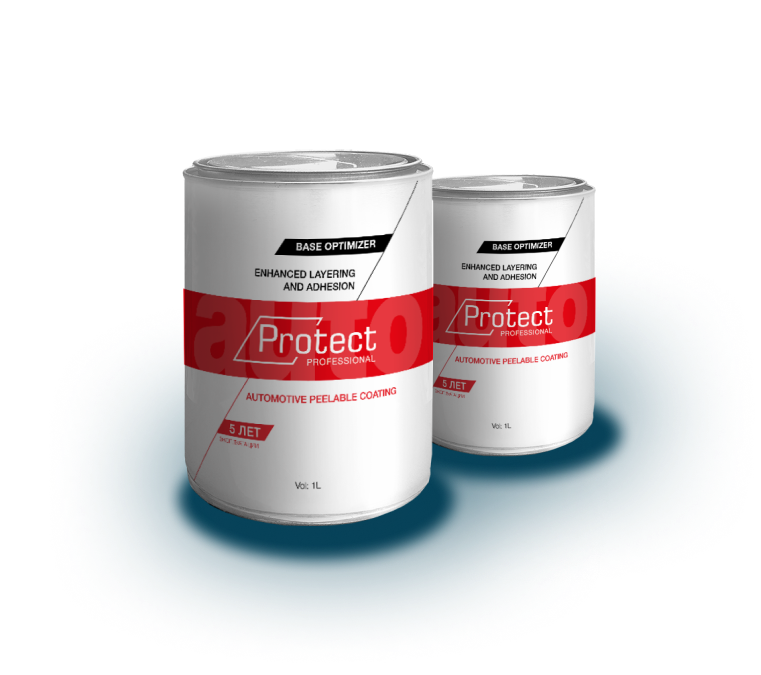 BASE OPTIMIZER
ENHANCED LAYERING
AND ADHESION
auto
Protect
PROFESSIONAL
AUTOMOTIVE PEELABLE COATING
5 ЛЕТ
Vol: 1L
BASE OPTIMIZER
ENHANCED LAYERING
AND ADHESION
auto
Protect
PROFESSIONAL
AUTOMOTIVE PEELABLE COATING
5 ЛЕТ
Vol: 1L